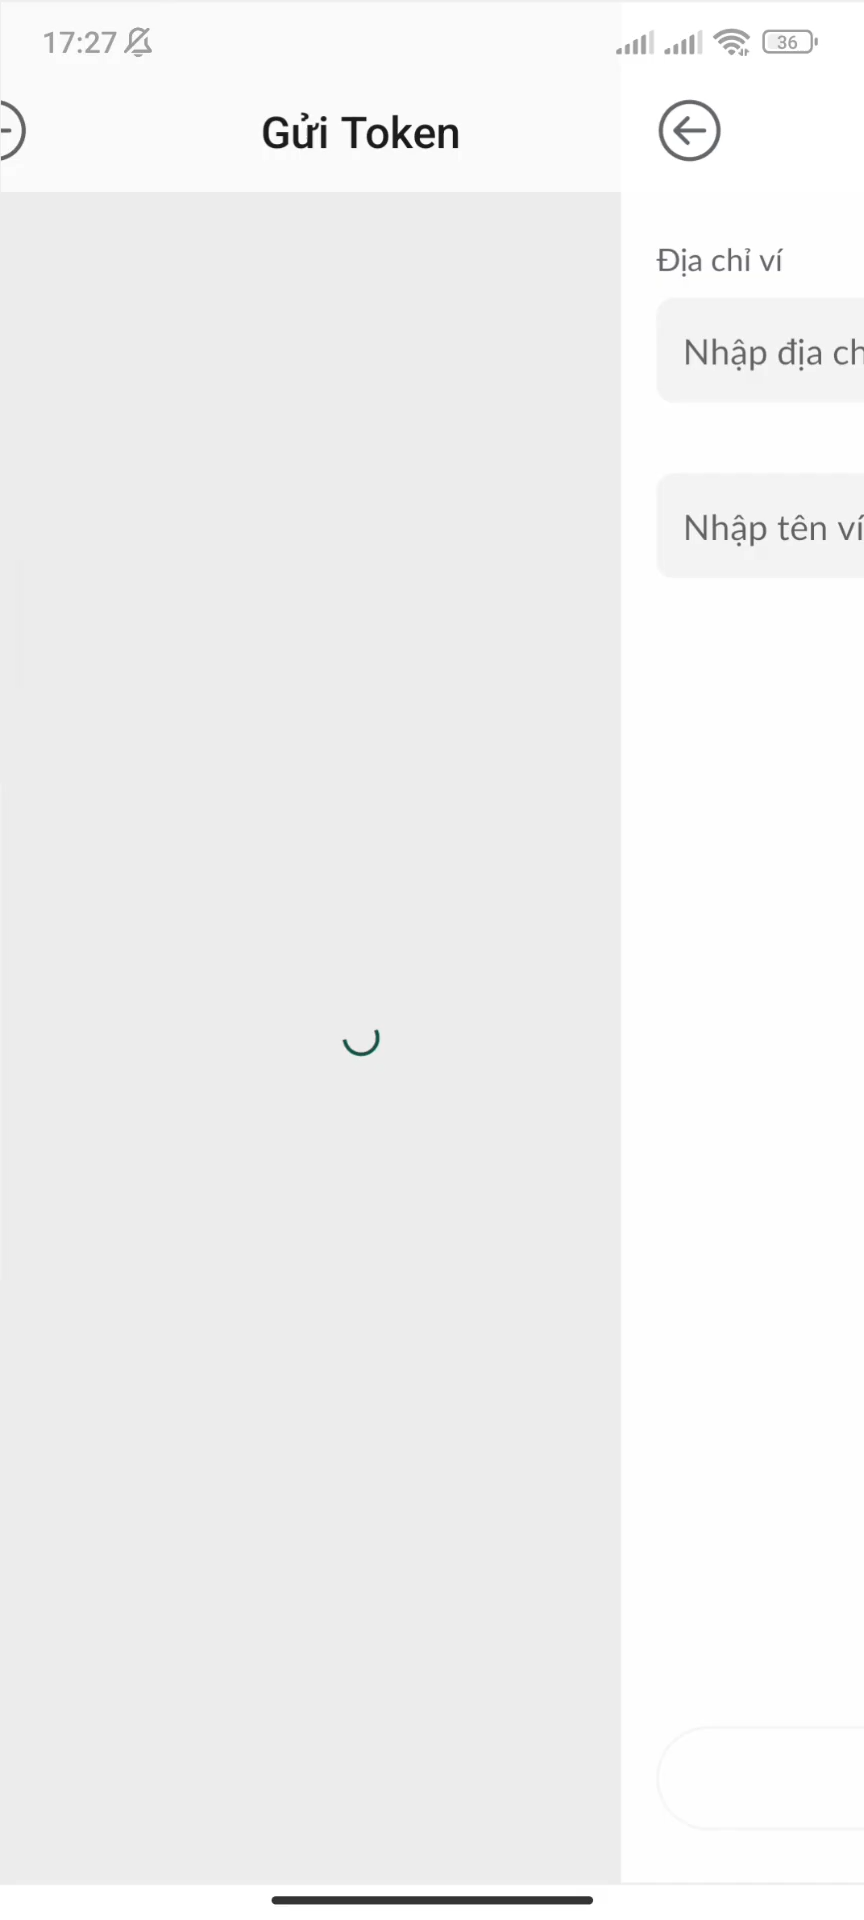 17:27
36
Gửi Token
Địa chỉ ví
Nhập địa ch
Nhập tên ví